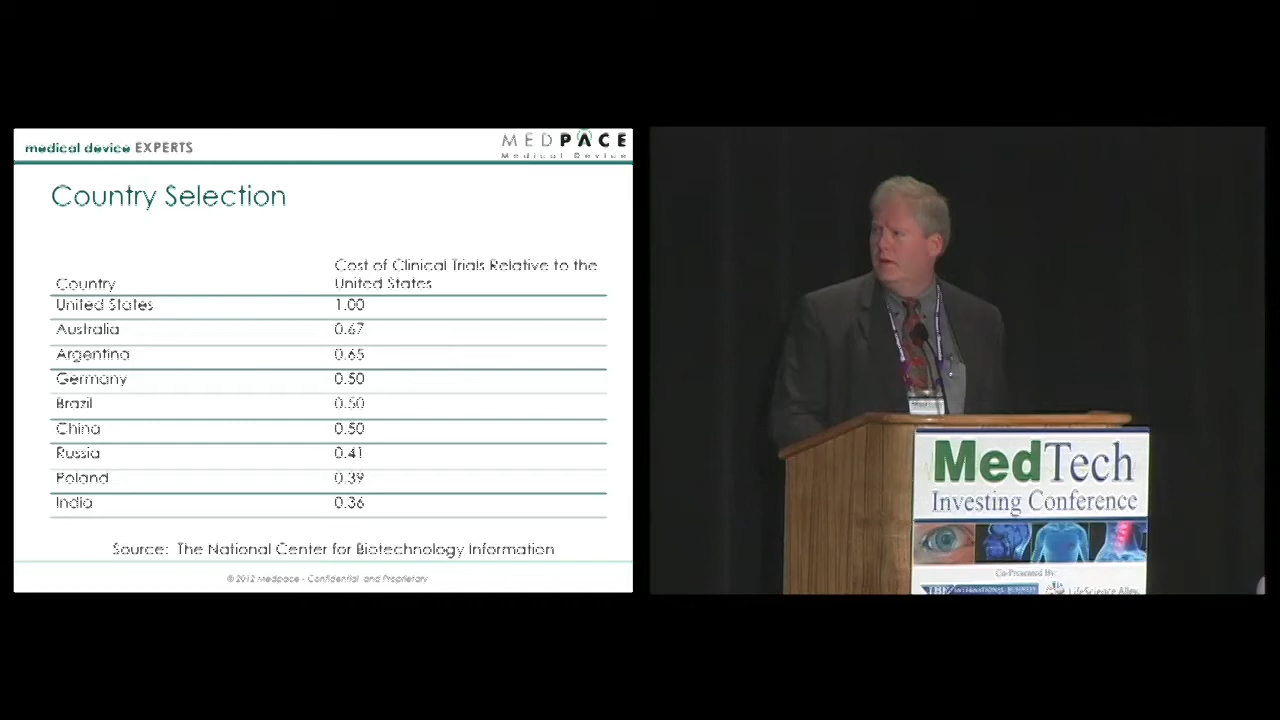 medical device EXPERTS
MEDPACE
Medical Device
Country Selection
Country
Cost of Clinical Trials Relative to the
United States
United States 1.00
Australia 0.67
Argentina 0.65
Germany 0.50
Brazil 0.50
China 0.50
Russia 0.41
Poland 0.39
India 0.36
Source: The National Center for Biotechnology Information
© 2012 Medpace - Confidential and Proprietary
MedTech
Investing Conference
Co-Presented By:
LifeScience Alley